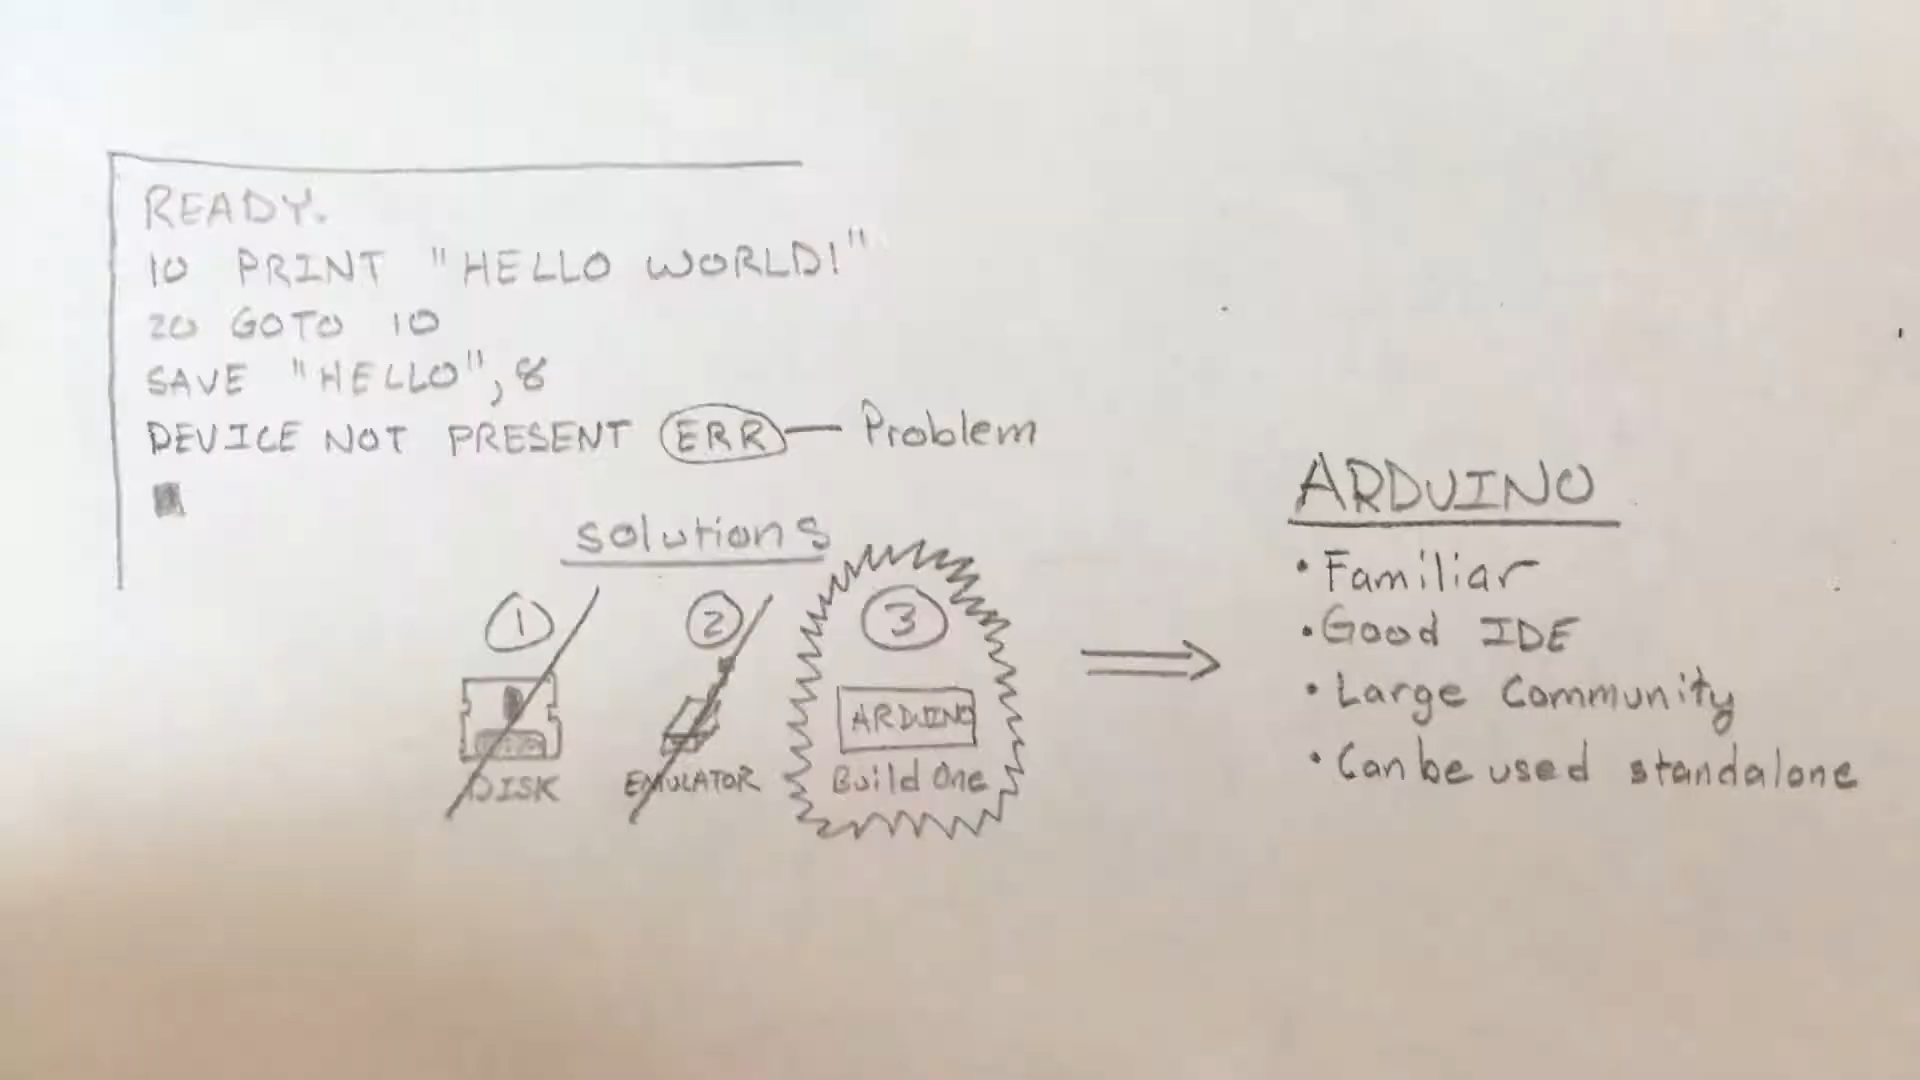 READY.
10 PRINT "HELLO WORLD!"
20 GOTO 10
SAVE "HELLO",8
DEVICE NOT PRESENT ERR — Problem
solutions
1
DISK
2
EMULATOR
3
ARDUINO
Build One
ARDUINO
• Familiar
• Good IDE
• Large Community
• Can be used standalone